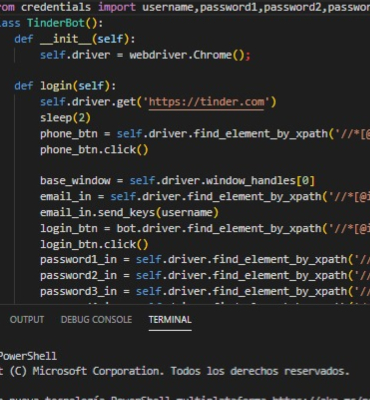 from credentials import username,password1,password2,passwor
class TinderBot():
def __init__(self):
self.driver = webdriver.Chrome();
def login(self):
self.driver.get('https://tinder.com')
sleep(2)
phone_btn = self.driver.find_element_by_xpath('//*[@
phone_btn.click()
base_window = self.driver.window_handles[0]
email_in = self.driver.find_element_by_xpath('//*[@i
email_in.send_keys(username)
login_btn = bot.driver.find_element_by_xpath('//*[@i
login_btn.click()
password1_in = self.driver.find_element_by_xpath('//
password2_in = self.driver.find_element_by_xpath('//
password3_in = self.driver.find_element_by_xpath('//
OUTPUT DEBUG CONSOLE TERMINAL
PowerShell
(C) Microsoft Corporation. Todos los derechos reservados.